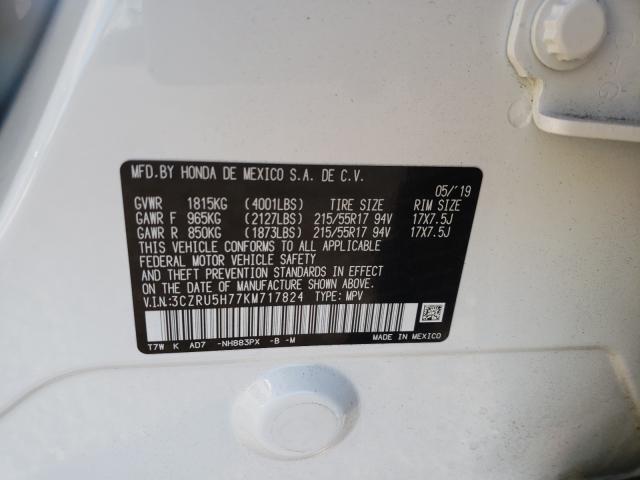 MFD.BY HONDA DE MEXICO S.A. DE C.V.
05/'19
GVWR 1815KG (4001LBS) TIRE SIZE RIM SIZE
GAWR F 965KG (2127LBS) 215/55R17 94V 17X7.5J
GAWR R 850KG (1873LBS) 215/55R17 94V 17X7.5J
THIS VEHICLE CONFORMS TO ALL APPLICABLE
FEDERAL MOTOR VEHICLE SAFETY
AND THEFT PREVENTION STANDARDS IN EFFECT
ON THE DATE OF MANUFACTURE SHOWN ABOVE.
V.I.N:3CZRU5H77KM717824 TYPE: MPV
T7W K AD7 -NH883PX -B -M MADE IN MEXICO